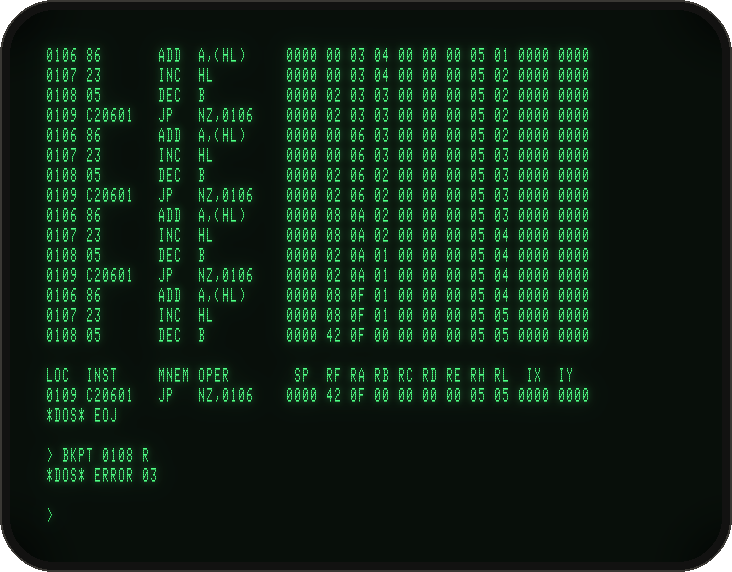 0106 86 ADD A,(HL) 0000 00 03 04 00 00 00 05 01 0000 0000
0107 23 INC HL 0000 00 03 04 00 00 00 05 02 0000 0000
0108 05 DEC B 0000 02 03 03 00 00 00 05 02 0000 0000
0109 C20601 JP NZ,0106 0000 02 03 03 00 00 00 05 02 0000 0000
0106 86 ADD A,(HL) 0000 00 06 03 00 00 00 05 02 0000 0000
0107 23 INC HL 0000 00 06 03 00 00 00 05 03 0000 0000
0108 05 DEC B 0000 02 06 02 00 00 00 05 03 0000 0000
0109 C20601 JP NZ,0106 0000 02 06 02 00 00 00 05 03 0000 0000
0106 86 ADD A,(HL) 0000 08 0A 02 00 00 00 05 03 0000 0000
0107 23 INC HL 0000 08 0A 02 00 00 00 05 04 0000 0000
0108 05 DEC B 0000 02 0A 01 00 00 00 05 04 0000 0000
0109 C20601 JP NZ,0106 0000 02 0A 01 00 00 00 05 04 0000 0000
0106 86 ADD A,(HL) 0000 08 0F 01 00 00 00 05 04 0000 0000
0107 23 INC HL 0000 08 0F 01 00 00 00 05 05 0000 0000
0108 05 DEC B 0000 42 0F 00 00 00 00 05 05 0000 0000
LOC INST MNEM OPER SP RF RA RB RC RD RE RH RL IX IY
0109 C20601 JP NZ,0106 0000 42 0F 00 00 00 00 05 05 0000 0000
*DOS* EOJ
> BKPT 0108 R
*DOS* ERROR 03
>